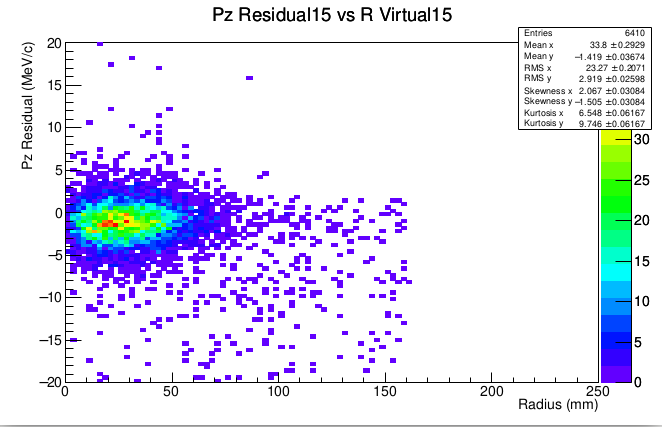 Pz Residual15 vs R Virtual15
Entries 6410
Mean x 33.8 ±0.2929
Mean y −1.419 ±0.03674
RMS x 23.27 ±0.2071
RMS y 2.919 ±0.02598
Skewness x 2.067 ±0.03084
Skewness y −1.505 ±0.03084
Kurtosis x 6.548 ±0.06167
Kurtosis y 9.746 ±0.06167
Pz Residual (MeV/c)
20
15
10
5
0
−5
−10
−15
−20
0 50 100 150 200 250
Radius (mm)
30
25
20
15
10
5
0